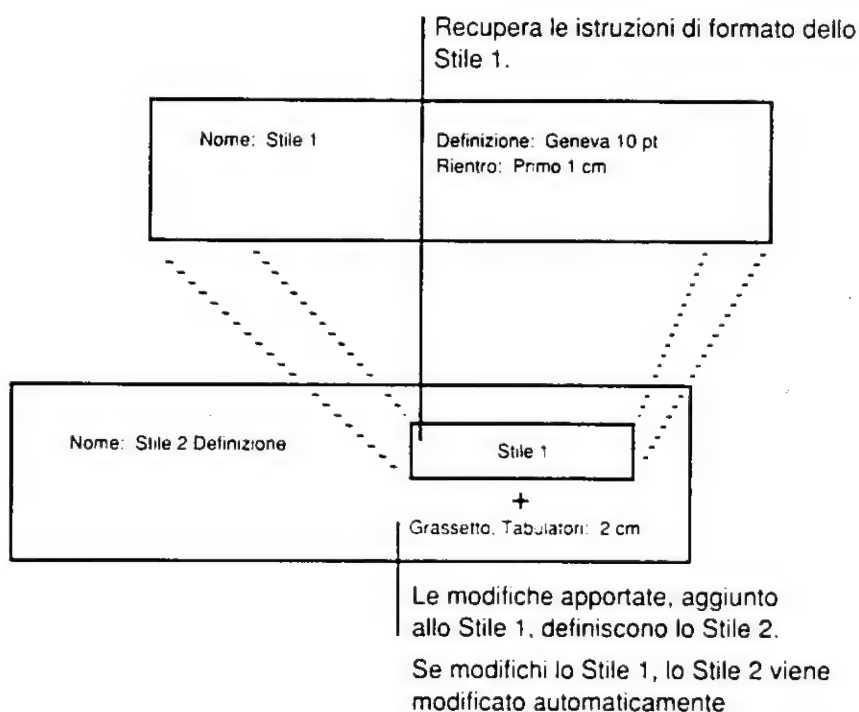 Recupera le istruzioni di formato dello
Stile 1.
Nome: Stile 1
Definizione: Geneva 10 pt
Rientro: Primo 1 cm
Nome: Stile 2 Definizione
Stile 1
+
Grassetto, Tabulatori: 2 cm
Le modifiche apportate, aggiunto
allo Stile 1, definiscono lo Stile 2.
Se modifichi lo Stile 1, lo Stile 2 viene
modificato automaticamente